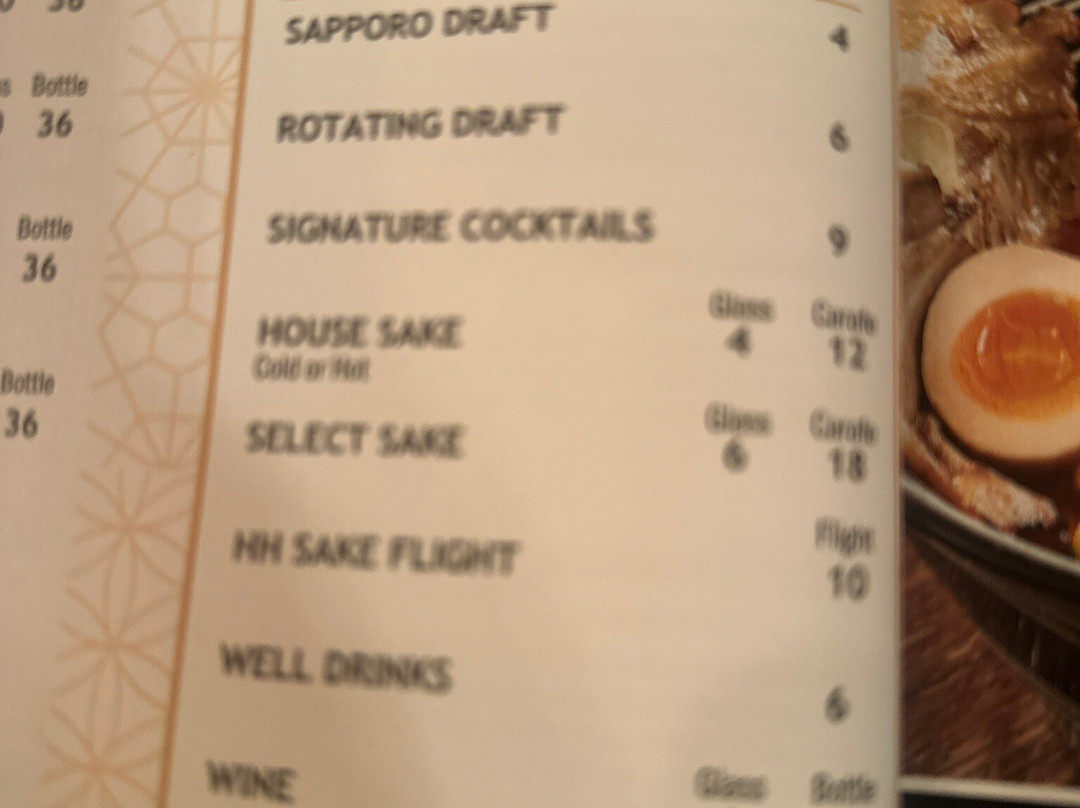 36
Bottle
36
Bottle
36
Bottle
36
SAPPORO DRAFT 4
ROTATING DRAFT 6
SIGNATURE COCKTAILS 9
Glass Carafe
HOUSE SAKE 4 12
Cold or Hot
Glass Carafe
SELECT SAKE 6 18
Flight
HH SAKE FLIGHT 10
WELL DRINKS 6
WINE Glass Bottle